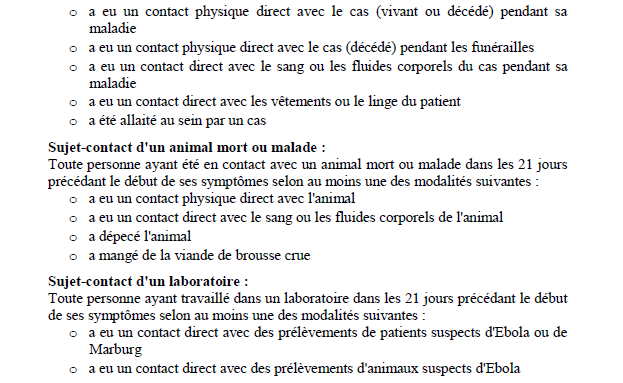 o a eu un contact physique direct avec le cas (vivant ou décédé) pendant sa
maladie
o a eu un contact physique direct avec le cas (décédé) pendant les funérailles
o a eu un contact direct avec le sang ou les fluides corporels du cas pendant sa
maladie
o a eu un contact direct avec les vêtements ou le linge du patient
o a été allaité au sein par un cas
Sujet-contact d'un animal mort ou malade :
Toute personne ayant été en contact avec un animal mort ou malade dans les 21 jours
précédant le début de ses symptômes selon au moins une des modalités suivantes :
o a eu un contact physique direct avec l'animal
o a eu un contact direct avec le sang ou les fluides corporels de l'animal
o a dépecé l'animal
o a mangé de la viande de brousse crue
Sujet-contact d'un laboratoire :
Toute personne ayant travaillé dans un laboratoire dans les 21 jours précédant le début
de ses symptômes selon au moins une des modalités suivantes :
o a eu un contact direct avec des prélèvements de patients suspects d'Ebola ou de
Marburg
o a eu un contact direct avec des prélèvements d'animaux suspects d'Ebola